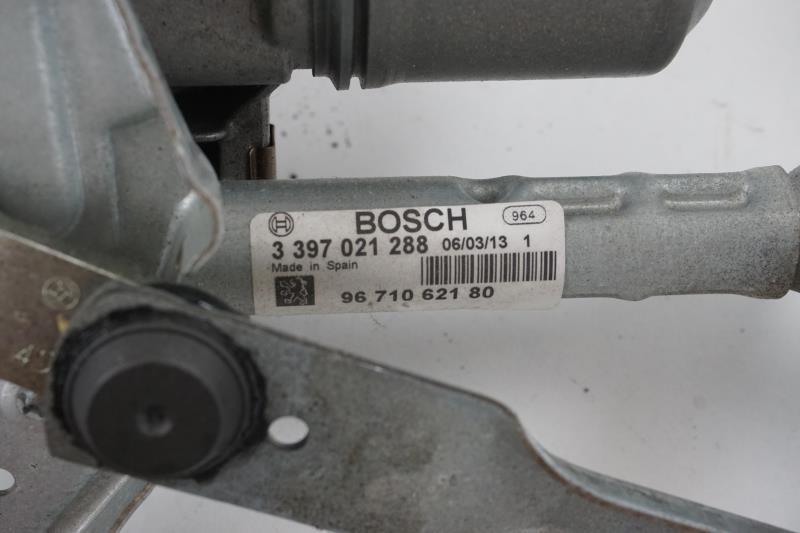 BOSCH 964
3 397 021 288 06/03/13 1
Made in Spain
96 710 621 80